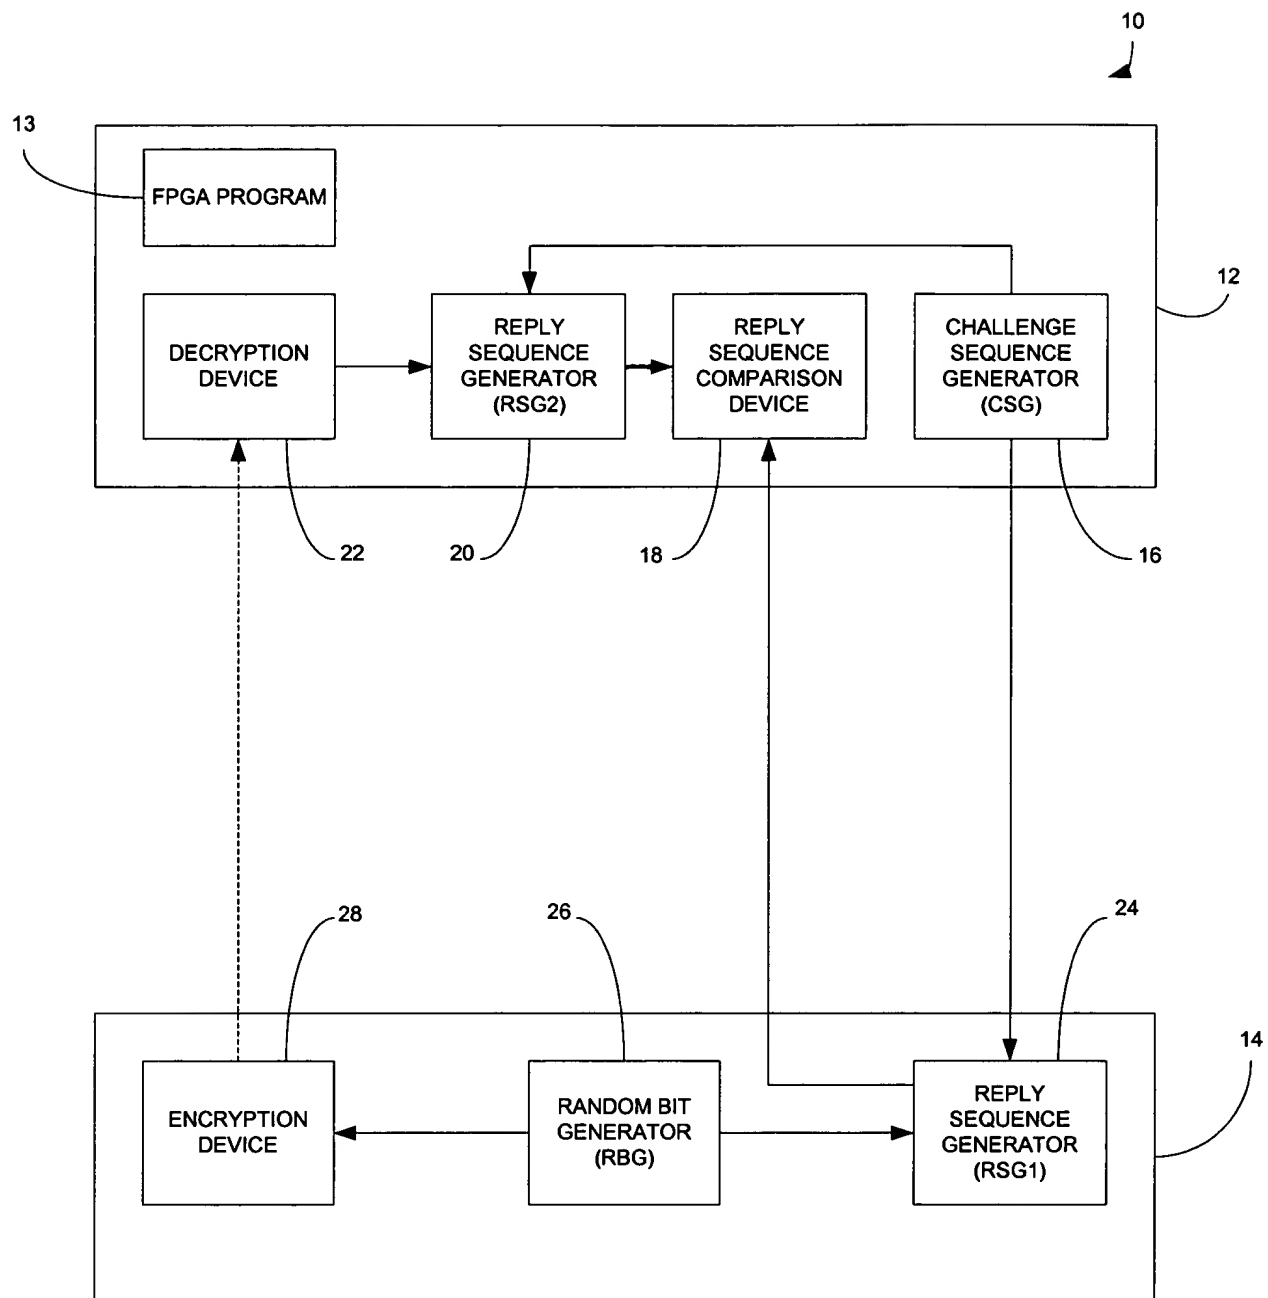 10
13
FPGA PROGRAM
12
DECRYPTION
DEVICE
REPLY
SEQUENCE
GENERATOR
(RSG2)
REPLY
SEQUENCE
COMPARISON
DEVICE
CHALLENGE
SEQUENCE
GENERATOR
(CSG)
22
20
18
16
28
26
24
14
ENCRYPTION
DEVICE
RANDOM BIT
GENERATOR
(RBG)
REPLY
SEQUENCE
GENERATOR
(RSG1)